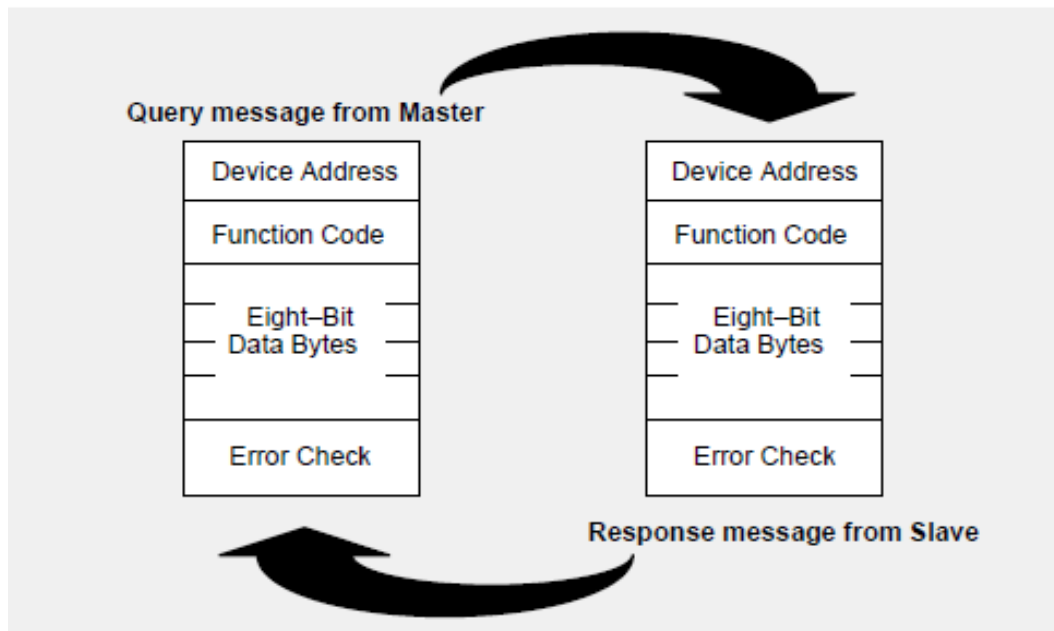 Query message from Master
Device Address
Function Code
Eight–Bit
Data Bytes
Error Check
Device Address
Function Code
Eight–Bit
Data Bytes
Error Check
Response message from Slave